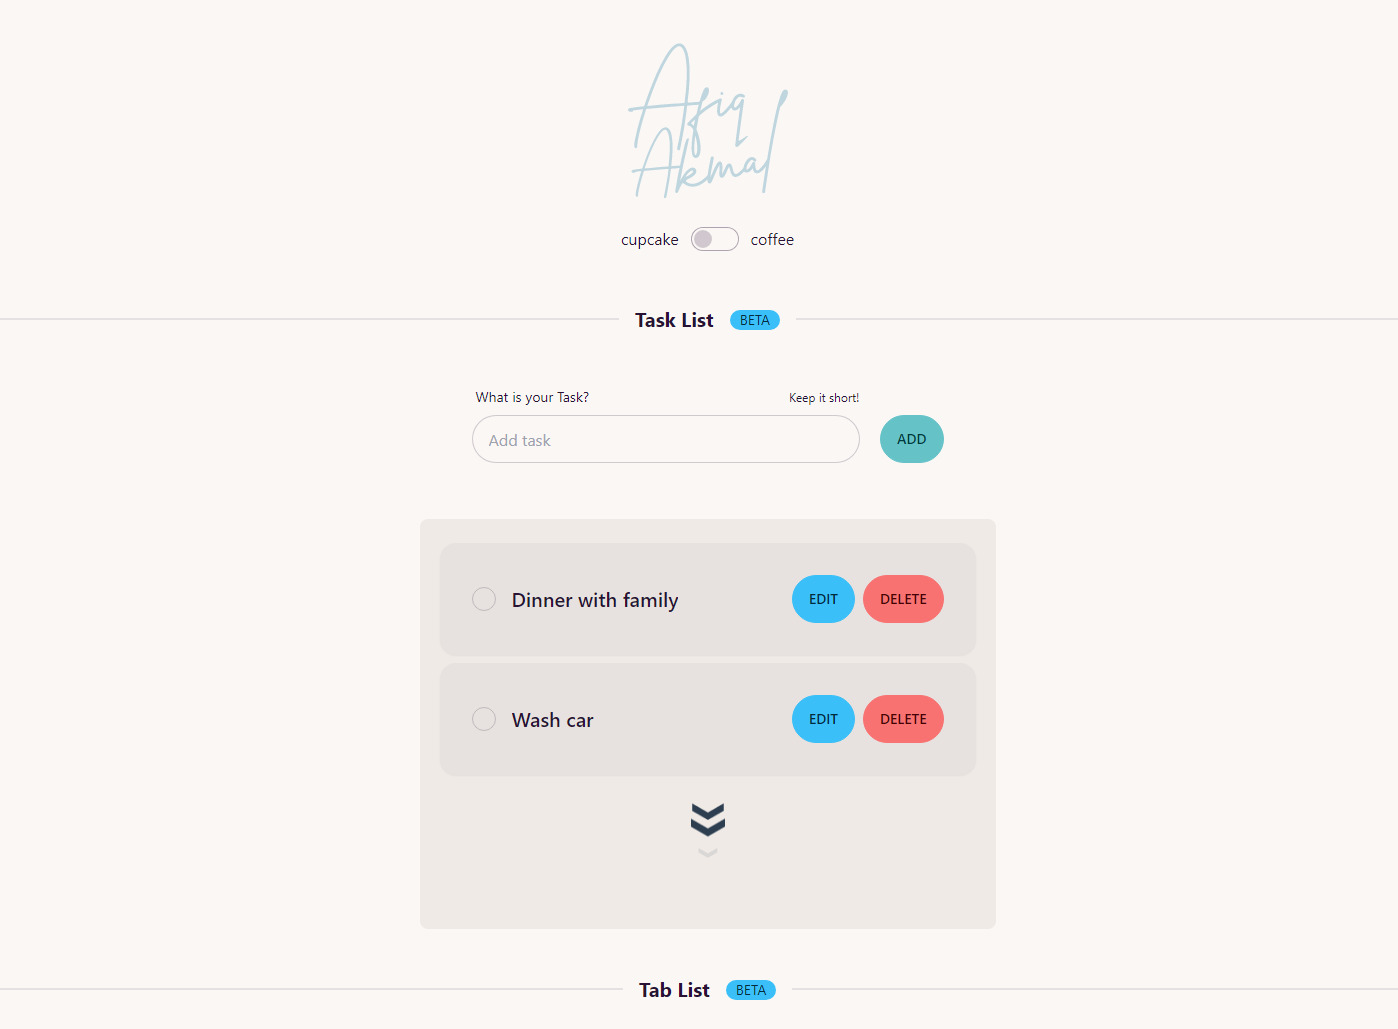 Afiq
Akmal
cupcake coffee
Task List BETA
What is your Task? Keep it short!
Add task ADD
Dinner with family EDIT DELETE
Wash car EDIT DELETE
Tab List BETA